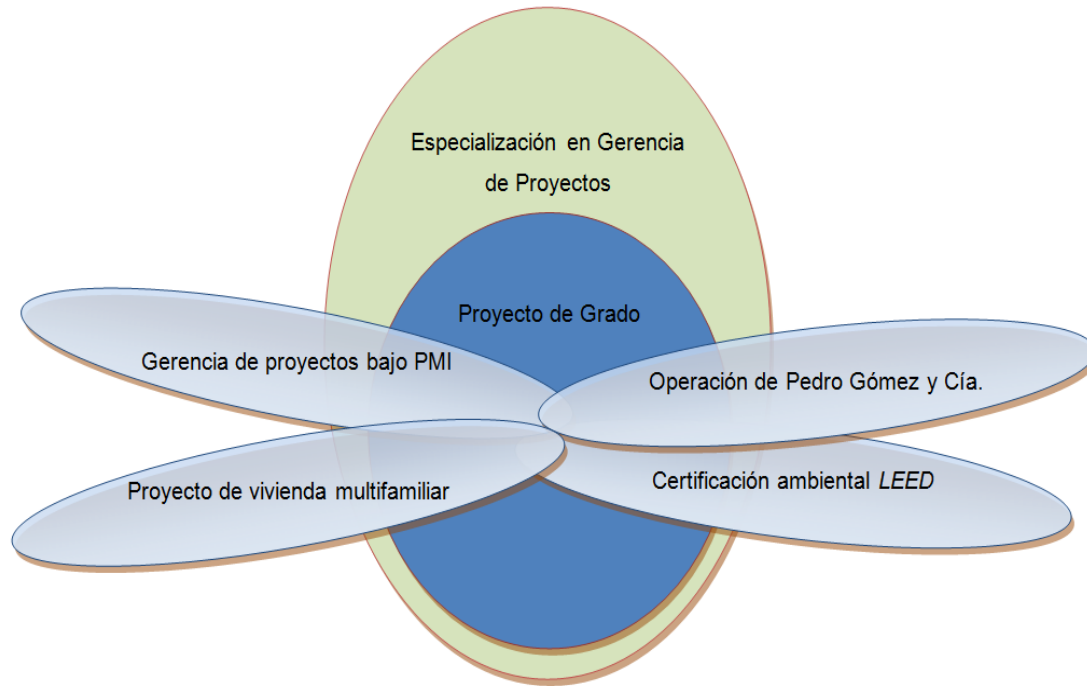 Especialización en Gerencia
de Proyectos
Proyecto de Grado
Gerencia de proyectos bajo PMI
Operación de Pedro Gómez y Cía.
Proyecto de vivienda multifamiliar
Certificación ambiental LEED